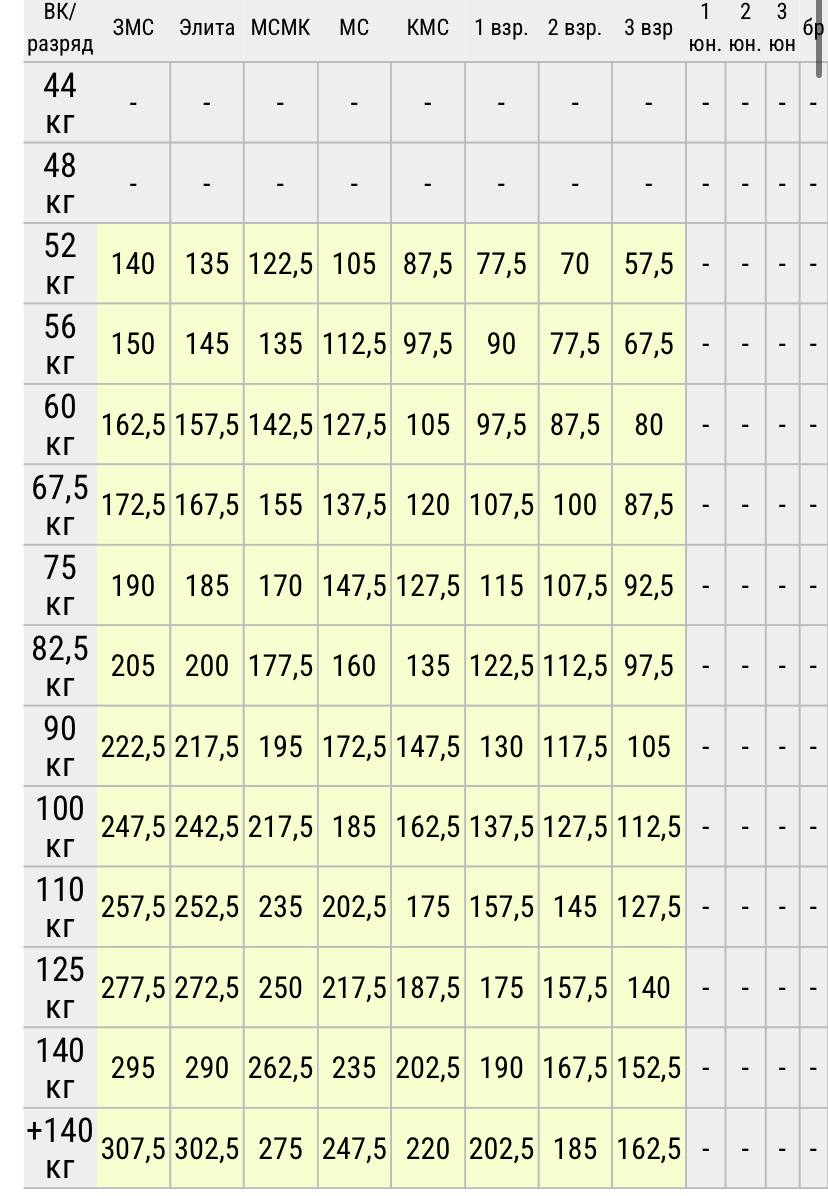 ВК/ разряд ЗМС Элита МСМК МС КМС 1 взр. 2 взр. 3 взр 1 юн. 2 юн. 3 юн бр
44 кг - - - - - - - - - - - -
48 кг - - - - - - - - - - - -
52 кг 140 135 122,5 105 87,5 77,5 70 57,5 - - - -
56 кг 150 145 135 112,5 97,5 90 77,5 67,5 - - - -
60 кг 162,5 157,5 142,5 127,5 105 97,5 87,5 80 - - - -
67,5 кг 172,5 167,5 155 137,5 120 107,5 100 87,5 - - - -
75 кг 190 185 170 147,5 127,5 115 107,5 92,5 - - - -
82,5 кг 205 200 177,5 160 135 122,5 112,5 97,5 - - - -
90 кг 222,5 217,5 195 172,5 147,5 130 117,5 105 - - - -
100 кг 247,5 242,5 217,5 185 162,5 137,5 127,5 112,5 - - - -
110 кг 257,5 252,5 235 202,5 175 157,5 145 127,5 - - - -
125 кг 277,5 272,5 250 217,5 187,5 175 157,5 140 - - - -
140 кг 295 290 262,5 235 202,5 190 167,5 152,5 - - - -
+140 кг 307,5 302,5 275 247,5 220 202,5 185 162,5 - - - -